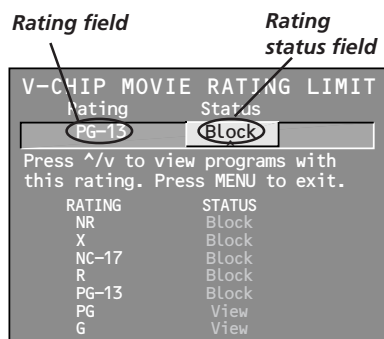 Rating field
Rating
status field
V-CHIP MOVIE RATING LIMIT
Rating Status
PG-13 Block
Press ^/v to view programs with
this rating. Press MENU to exit.
RATING STATUS
NR Block
X Block
NC-17 Block
R Block
PG-13 Block
PG View
G View